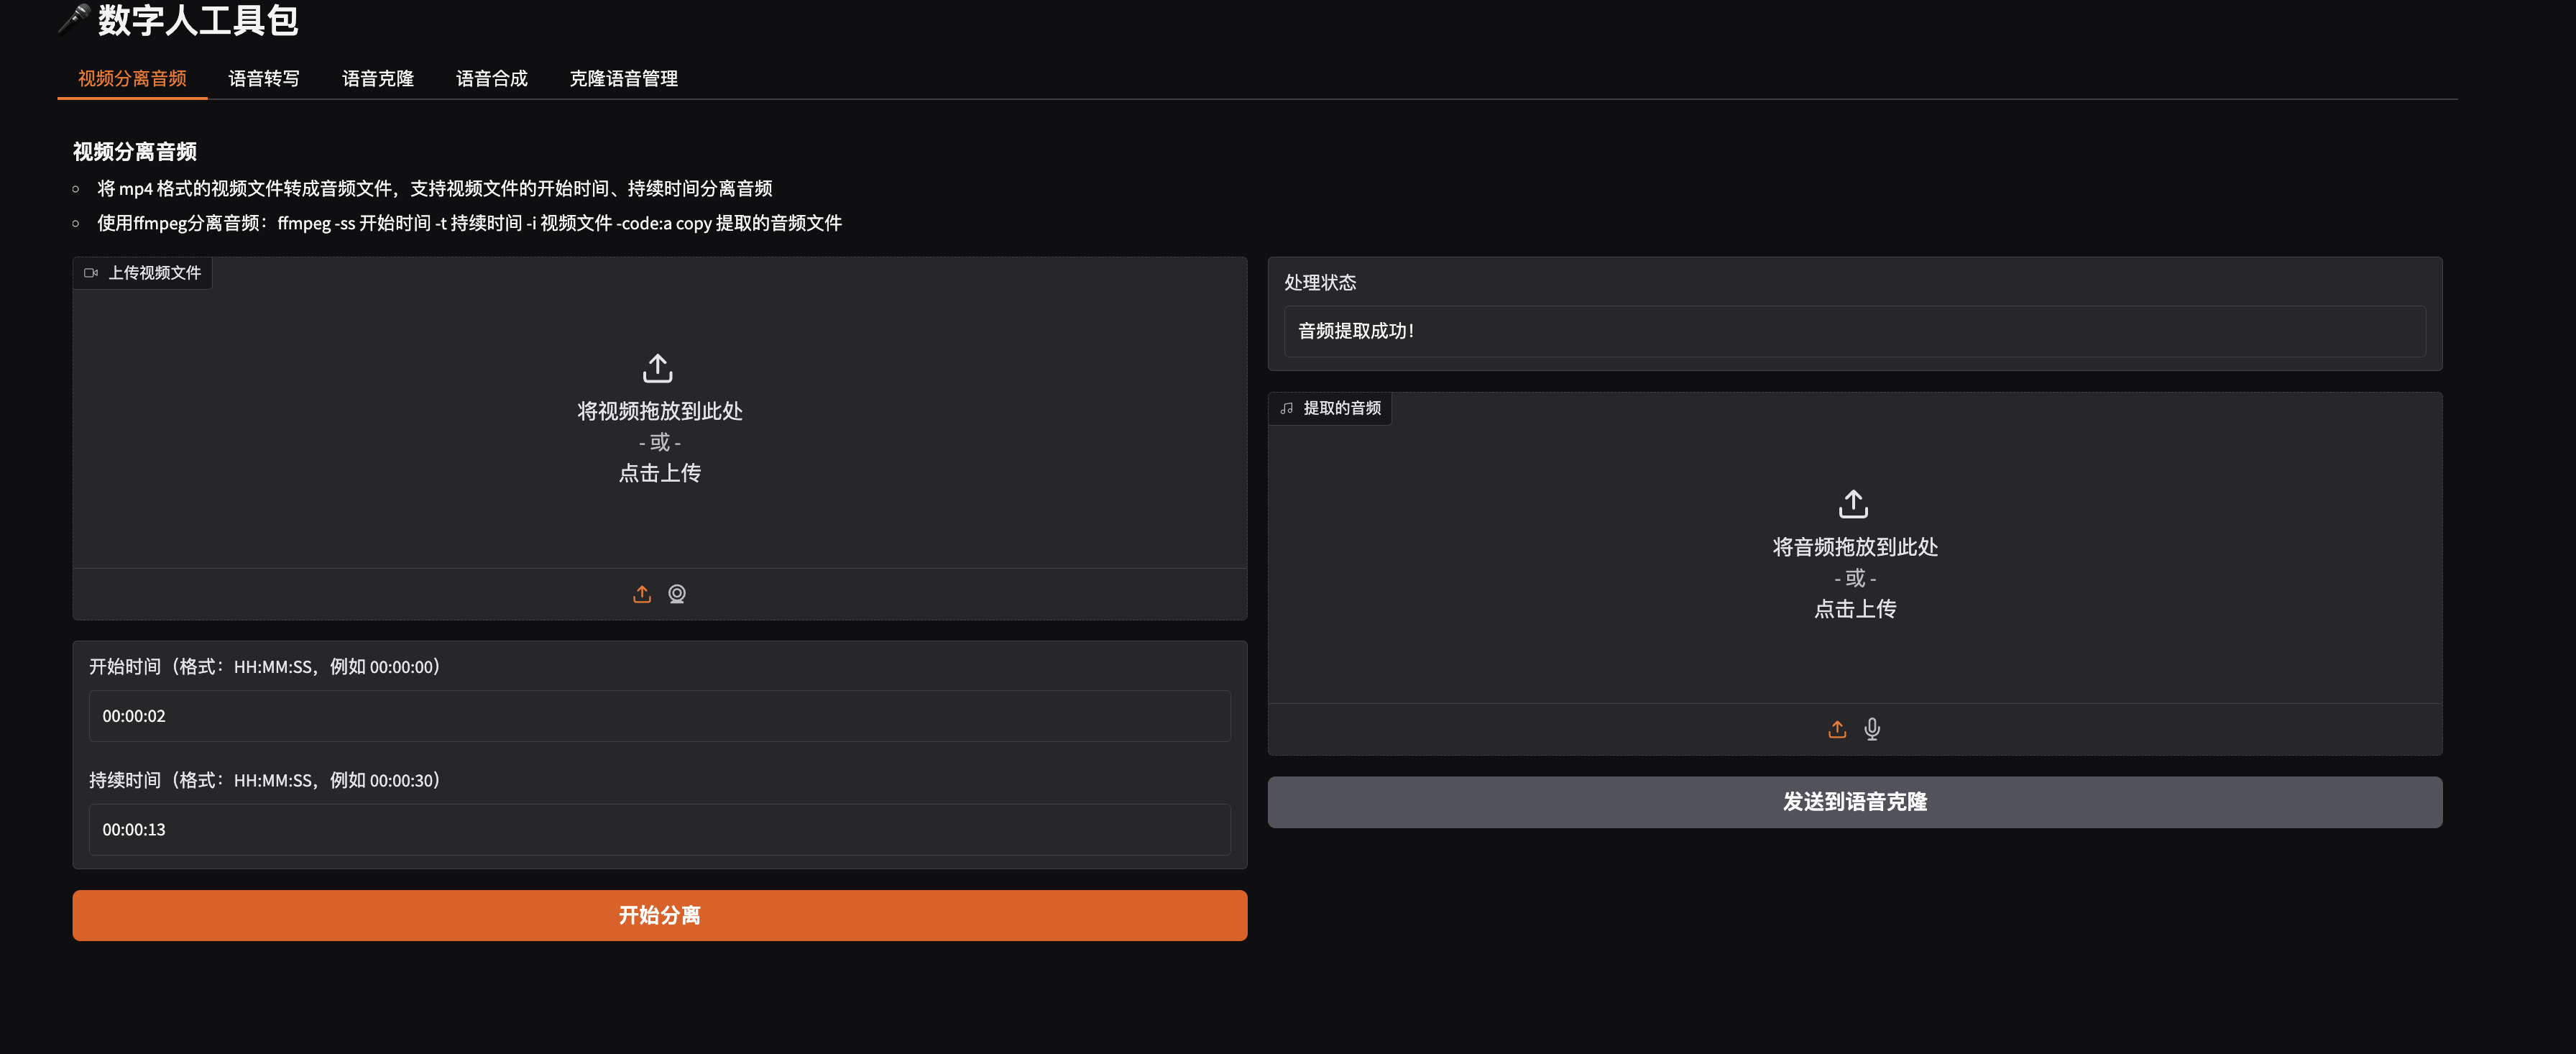 🎤 数字人工具包
视频分离音频 语音转写 语音克隆 语音合成 克隆语音管理
视频分离音频
将 mp4 格式的视频文件转成音频文件，支持视频文件的开始时间、持续时间分离音频
使用ffmpeg分离音频：ffmpeg -ss 开始时间 -t 持续时间 -i 视频文件 -code:a copy 提取的音频文件
上传视频文件
将视频拖放到此处
- 或 -
点击上传
开始时间（格式：HH:MM:SS，例如 00:00:00）
00:00:02
持续时间（格式：HH:MM:SS，例如 00:00:30）
00:00:13
开始分离
处理状态
音频提取成功！
提取的音频
将音频拖放到此处
- 或 -
点击上传
发送到语音克隆